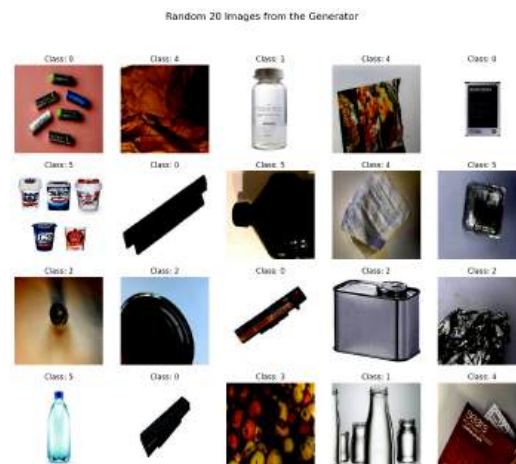 Random 20 Images from the Generator
Class: 0 Class: 4 Class: Class: 4 Class: 0
Class: 5 Class: 0 Class: 5 Class: 4 Class: 5
Class: 2 Class: 2 Class: 0 Class: 2 Class: 2
Class: 5 Class: 0 Class: 3 Class: 1 Class: 4